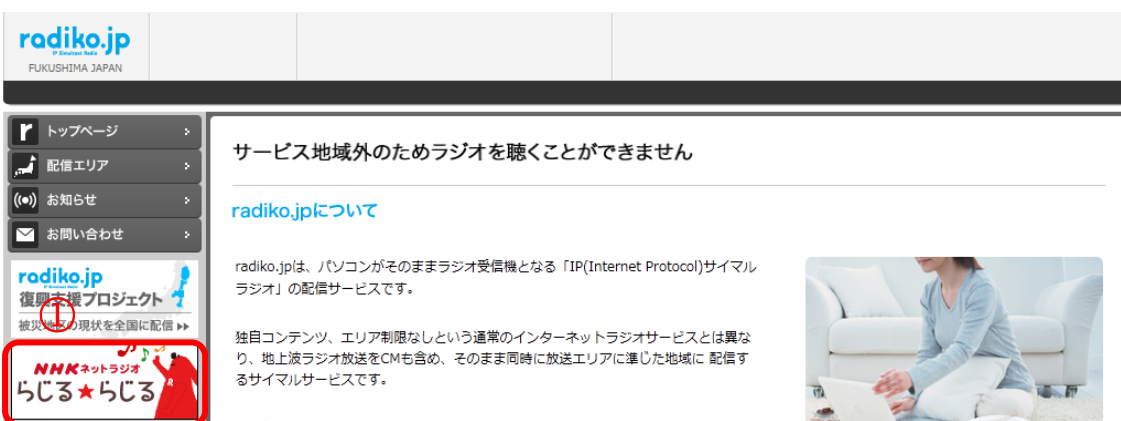 radiko.jp
IP Simulcast Radio
FUKUSHIMA JAPAN
トップページ
配信エリア
お知らせ
お問い合わせ
radiko.jp
復興支援プロジェクト
①
被災地区の現状を全国に配信
NHKネットラジオ
らじる★らじる
R
サービス地域外のためラジオを聴くことができません
radiko.jpについて
radiko.jpは、パソコンがそのままラジオ受信機となる「IP(Internet Protocol)サイマル
ラジオ」の配信サービスです。
独自コンテンツ、エリア制限なしという通常のインターネットラジオサービスとは異な
り、地上波ラジオ放送をCMも含め、そのまま同時に放送エリアに準じた地域に 配信す
るサイマルサービスです。